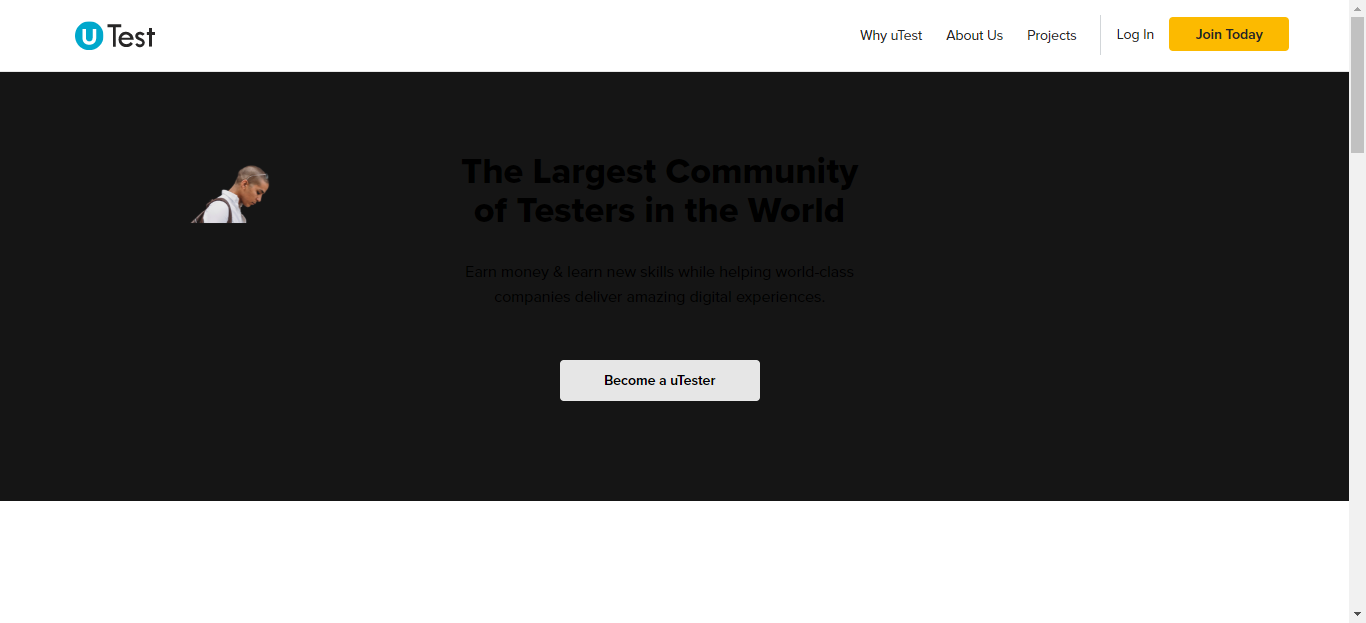 uTest
Why uTest
About Us
Projects
Log In
Join Today
The Largest Community
of Testers in the World
Earn money & learn new skills while helping world-class
companies deliver amazing digital experiences.
Become a uTester